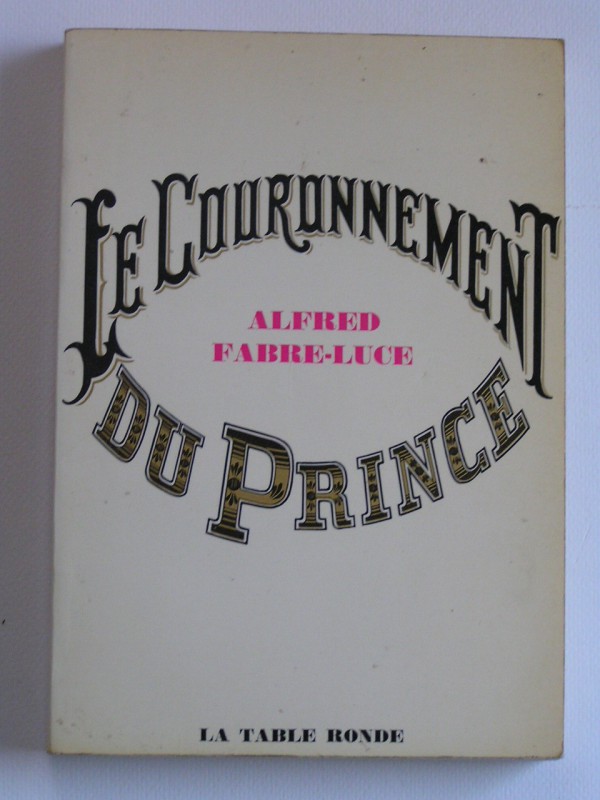 LE COURONNEMENT
ALFRED
FABRE-LUCE
DU PRINCE
LA TABLE RONDE